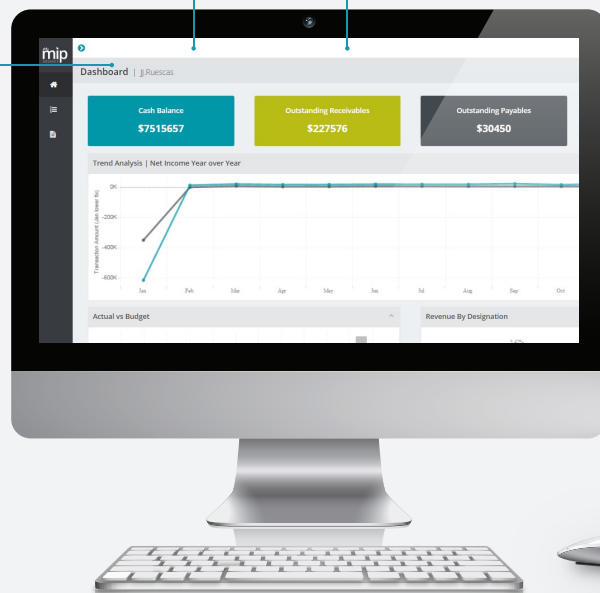 mip
Dashboard | JJ.Ruescas
Cash Balance
$7515657
Outstanding Receivables
$227576
Outstanding Payables
$30450
Trend Analysis | Net Income Year over Year
Transaction Amount (Jan lower fix)
0K
-200K
-400K
-600K
Jan Feb Mar Apr May Jun Jul Aug Sep Oct
Actual vs Budget
Revenue By Designation